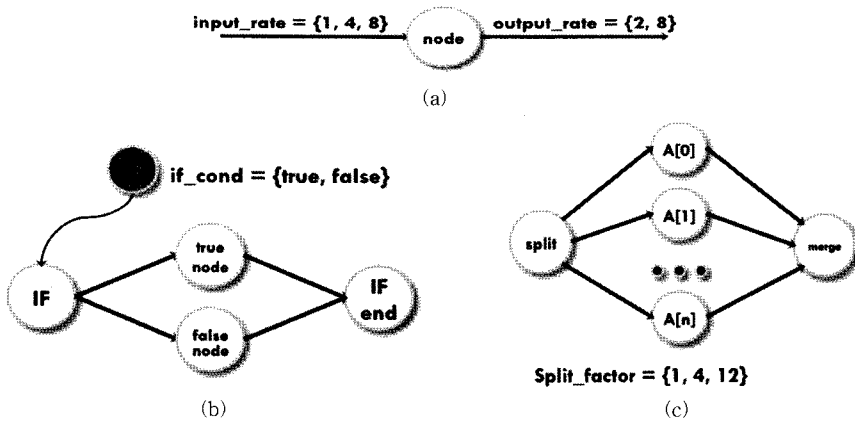 input_rate = {1, 4, 8}
node
output_rate = {2, 8}
(a)
if_cond = {true, false}
IF
true
node
false
node
IF
end
(b)
split
A[0]
A[1]
A[n]
merge
Split_factor = {1, 4, 12}
(c)